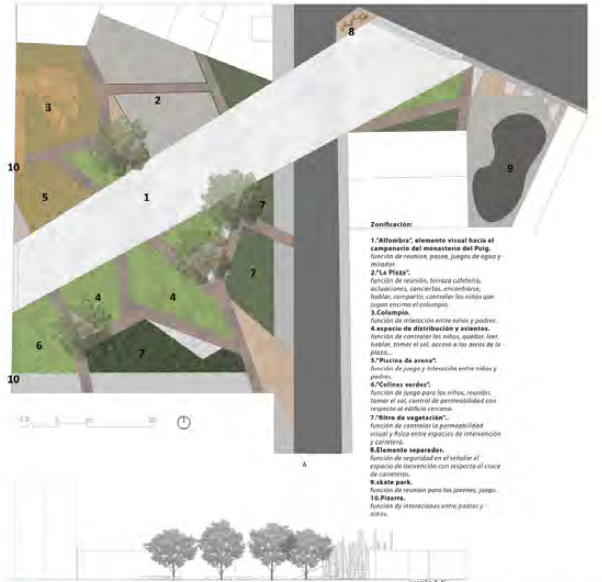 8
2
3
10
1
5
7
9
4
4
7
6
7
10
Zonificación:
1."Alfombra", elemento visual hacia el
campanario del monasterio del Puig.
función de reunion, paseo, juegos de agua y
mirador.
2."La Plaza".
función de reunión, terraza cafetería,
actuaciones, conciertos, encontrarse,
hablar, compartir, controlar los niños que
jugan encima el columpio.
3.Columpio.
función de interación entre niños y padres.
4.espacio de distribución y asientos.
función de controlar los niños, quedar, leer,
hablar, tomar el sol, acceso a las areas de la
plaza...
5."Piscina de arena".
función de juego y interación entre niños y
padres.
6."Colinas verdes".
función de juego para los niños, reunión,
tomar el sol, control de permeabilidad con
respecto al edificio cercano.
7."filtro de vegetación".
función de controlar la permeabilidad
visual y física entre espacios de intervención
y carretera.
8.Elemento separador.
función de seguridad en el señalar el
espacio de itervención con respecto al cruce
de carreteras.
9.skate park.
función de reunion para los jovenes, juego.
10.Pizarra.
función dy interaciones entre padres y
niños.
A